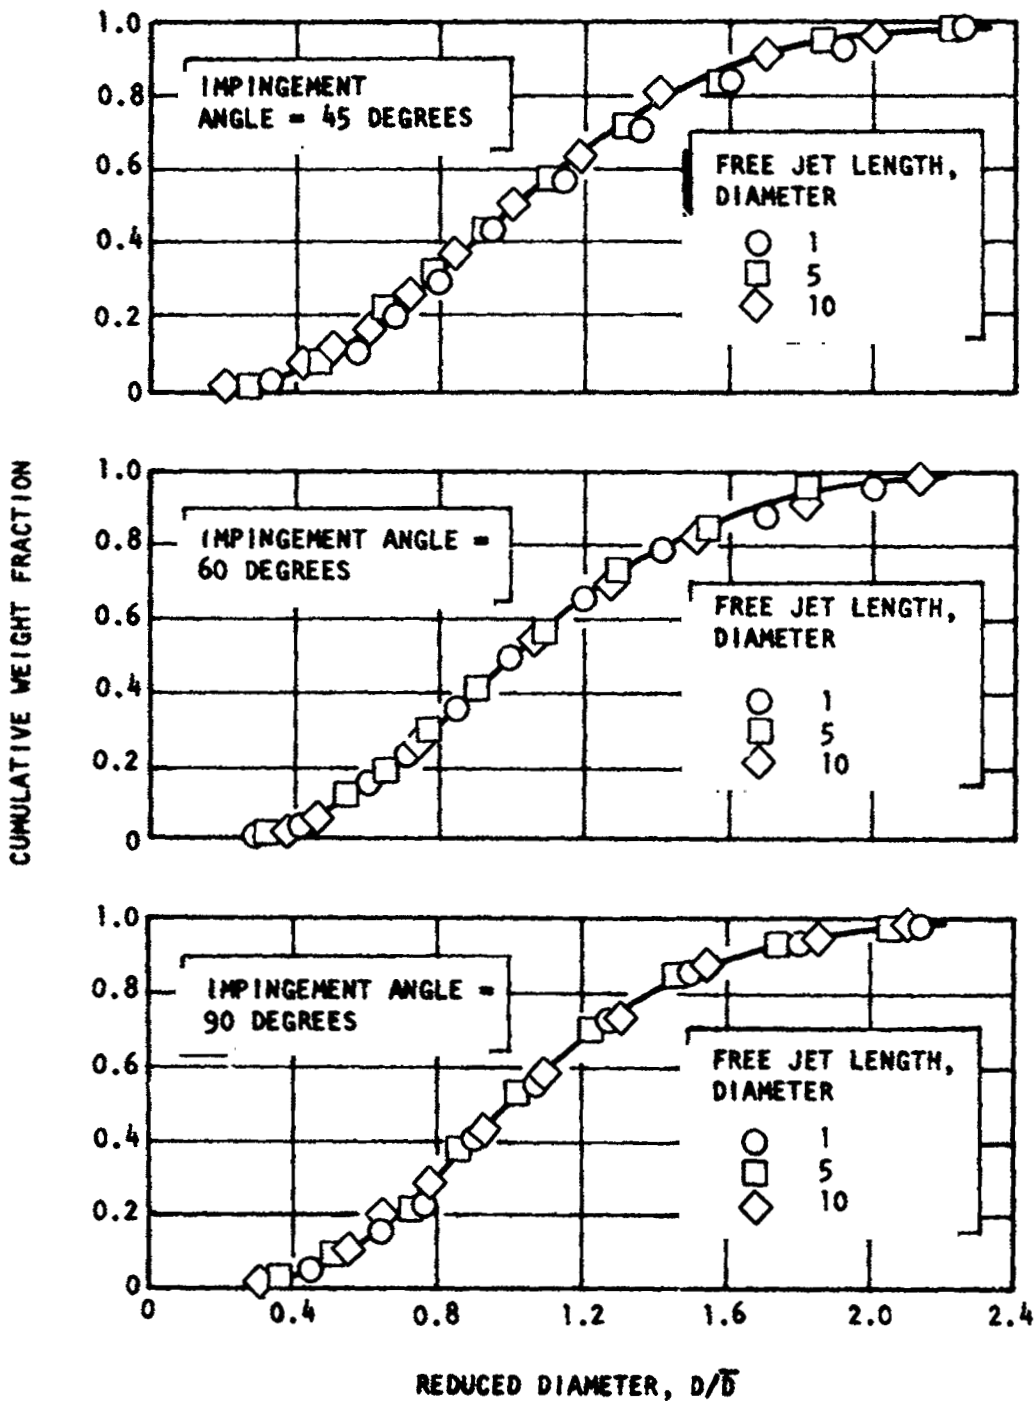 1.0
0.8
0.6
0.4
0.2
0
IMPINGEMENT
ANGLE = 45 DEGREES
FREE JET LENGTH,
DIAMETER
1
5
10
CUMULATIVE WEIGHT FRACTION
1.0
0.8
0.6
0.4
0.2
0
IMPINGEMENT ANGLE =
60 DEGREES
FREE JET LENGTH,
DIAMETER
1
5
10
1.0
0.8
0.6
0.4
0.2
0
IMPINGEMENT ANGLE =
90 DEGREES
FREE JET LENGTH,
DIAMETER
1
5
10
0 0.4 0.8 1.2 1.6 2.0 2.4
REDUCED DIAMETER, D/D̅